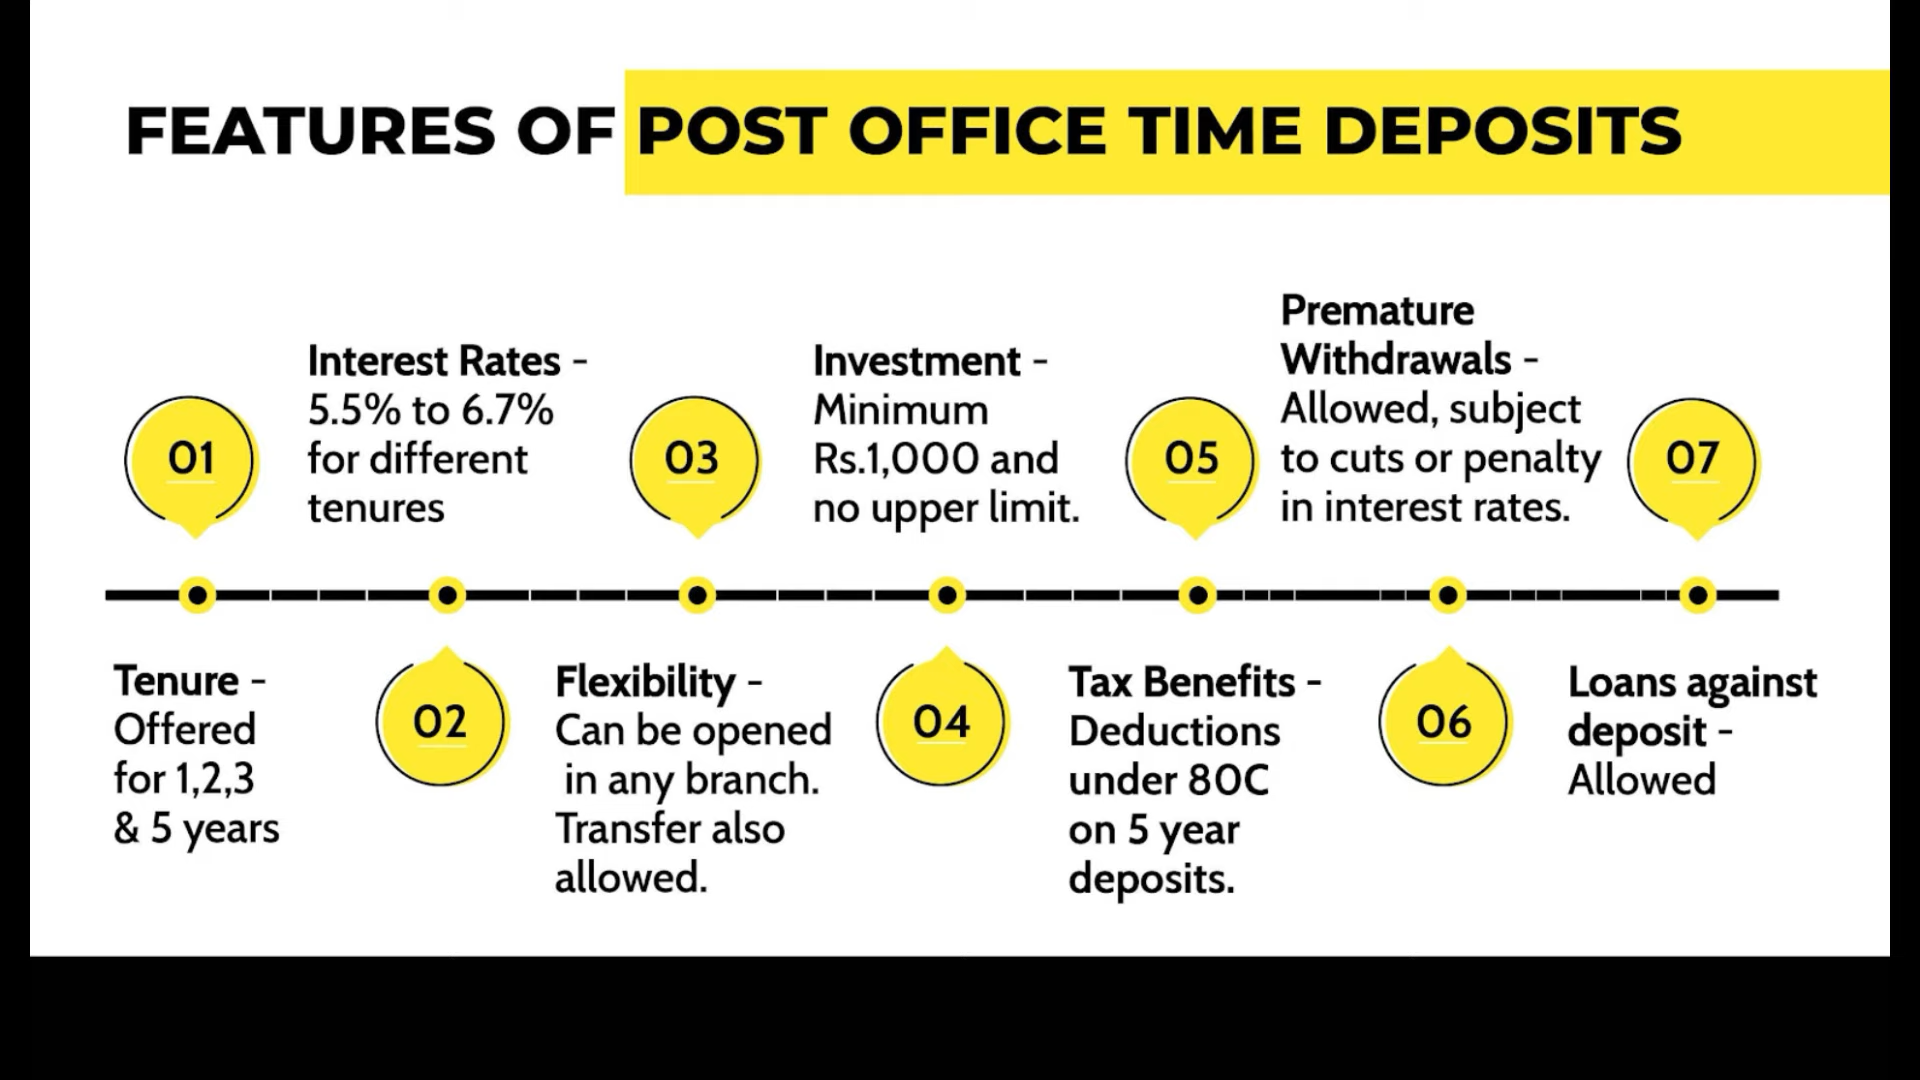 FEATURES OF POST OFFICE TIME DEPOSITS
01
Tenure -
Offered
for 1,2,3
& 5 years
Interest Rates -
5.5% to 6.7%
for different
tenures
02
03
Flexibility -
Can be opened
in any branch.
Transfer also
allowed.
Investment -
Minimum
Rs.1,000 and
no upper limit.
04
05
Tax Benefits -
Deductions
under 80C
on 5 year
deposits.
Premature
Withdrawals -
Allowed, subject
to cuts or penalty
in interest rates.
06
07
Loans against
deposit -
Allowed